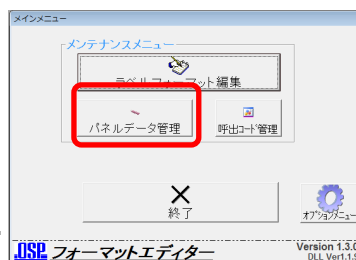 メインメニュー
メンテナンスメニュー
ラベルフォーマット編集
パネルデータ管理
呼出コード管理
終了
オプションメニュー
.OSP フォーマットエディター
Version 1.3.0
DLL Ver1.1.9